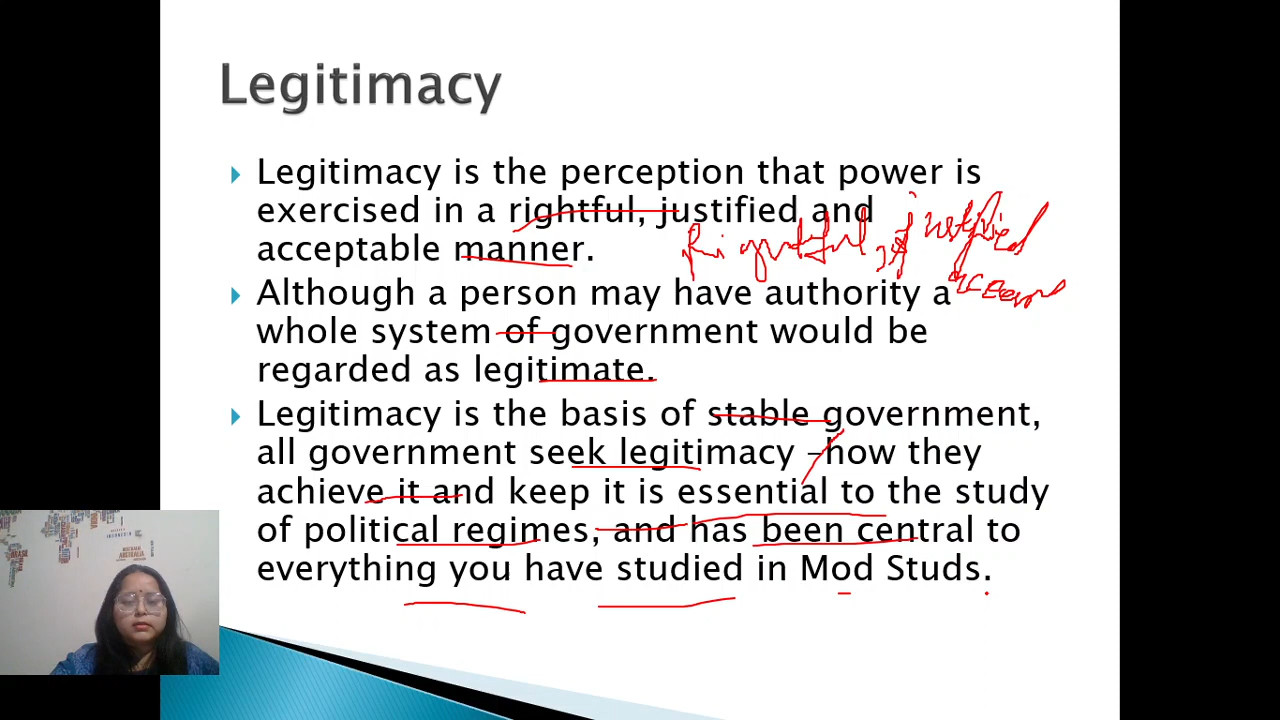 Legitimacy
Legitimacy is the perception that power is
exercised in a rightful, justified and
acceptable manner.
Rightful, justified
Although a person may have authority a
whole system of government would be
regarded as legitimate.
Legitimacy is the basis of stable government,
all government seek legitimacy –how they
achieve it and keep it is essential to the study
of political regimes, and has been central to
everything you have studied in Mod Studs.